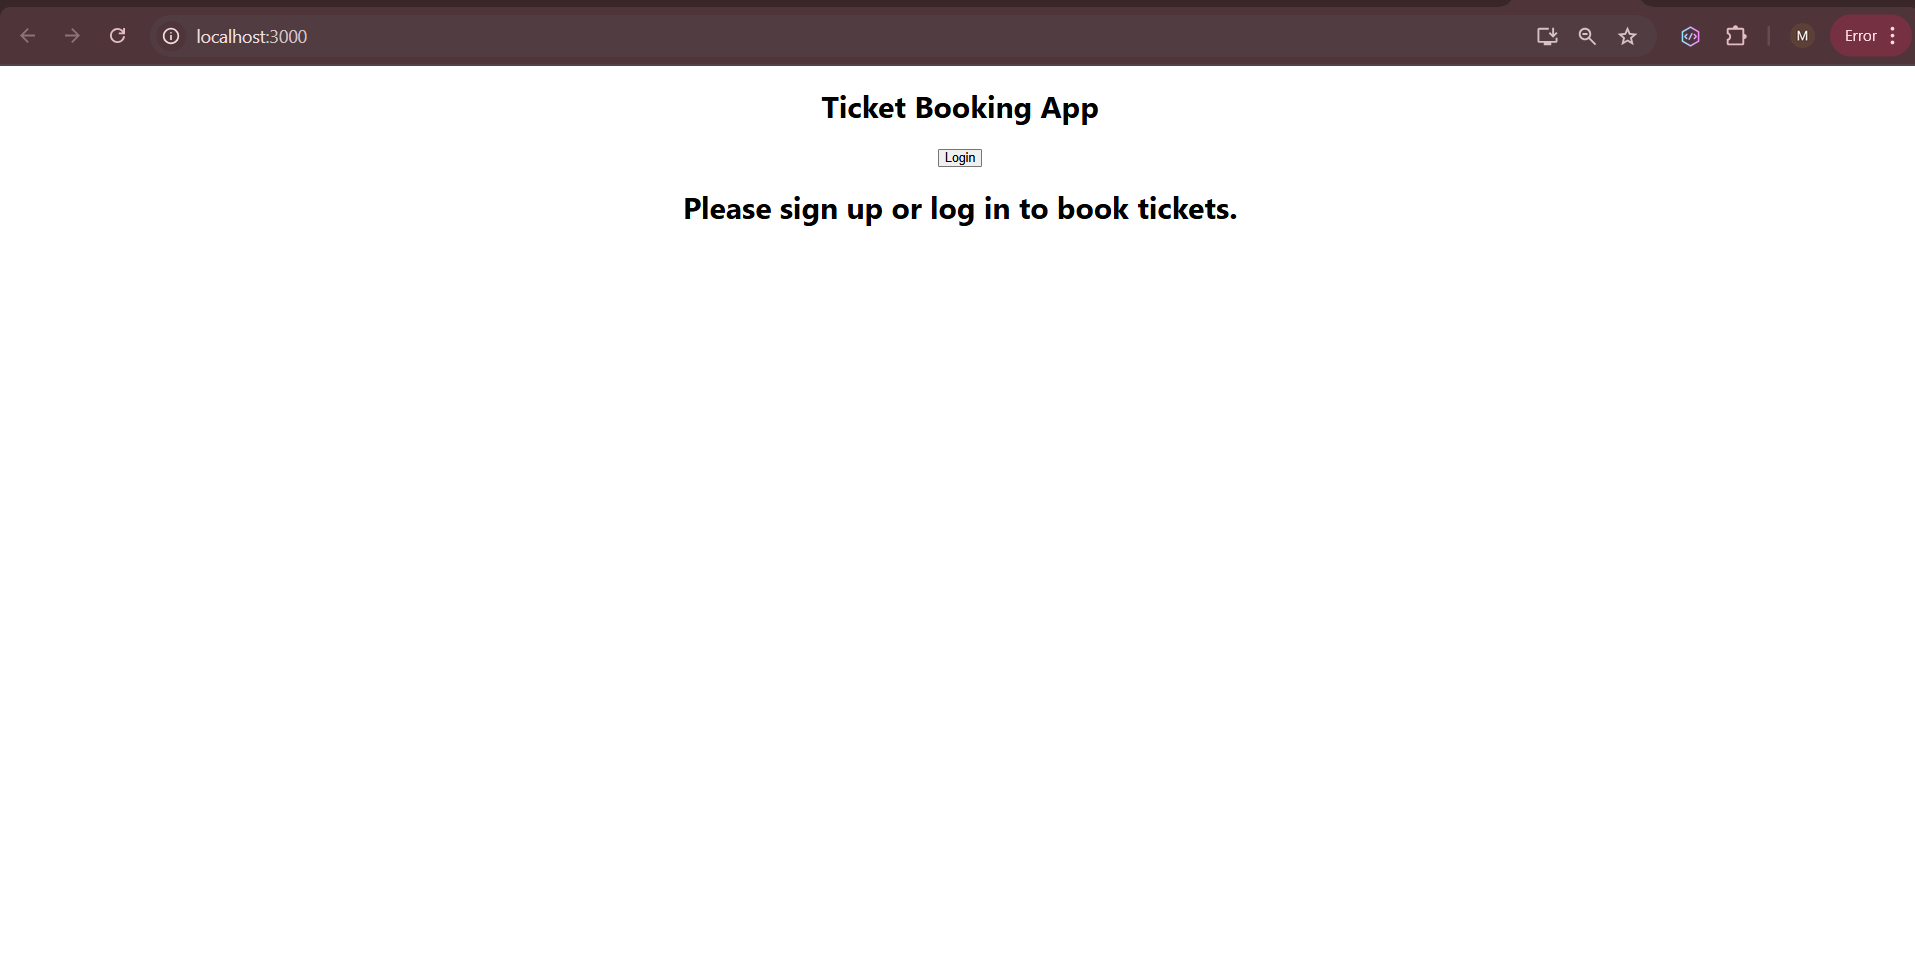 localhost:3000
M
Error
Ticket Booking App
Login
Please sign up or log in to book tickets.